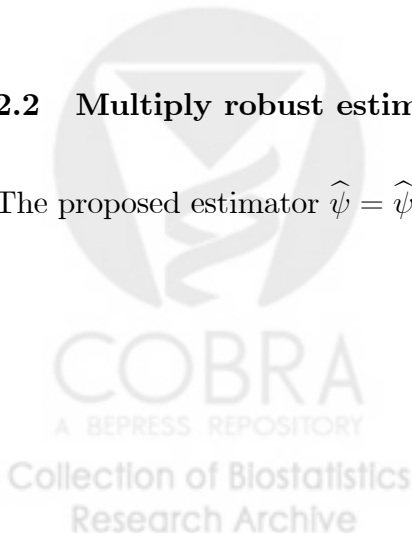 2.2 Multiply robust estim
The proposed estimator ψ̂ = ψ̂
COBRA
A BEPRESS REPOSITORY
Collection of Biostatistics
Research Archive